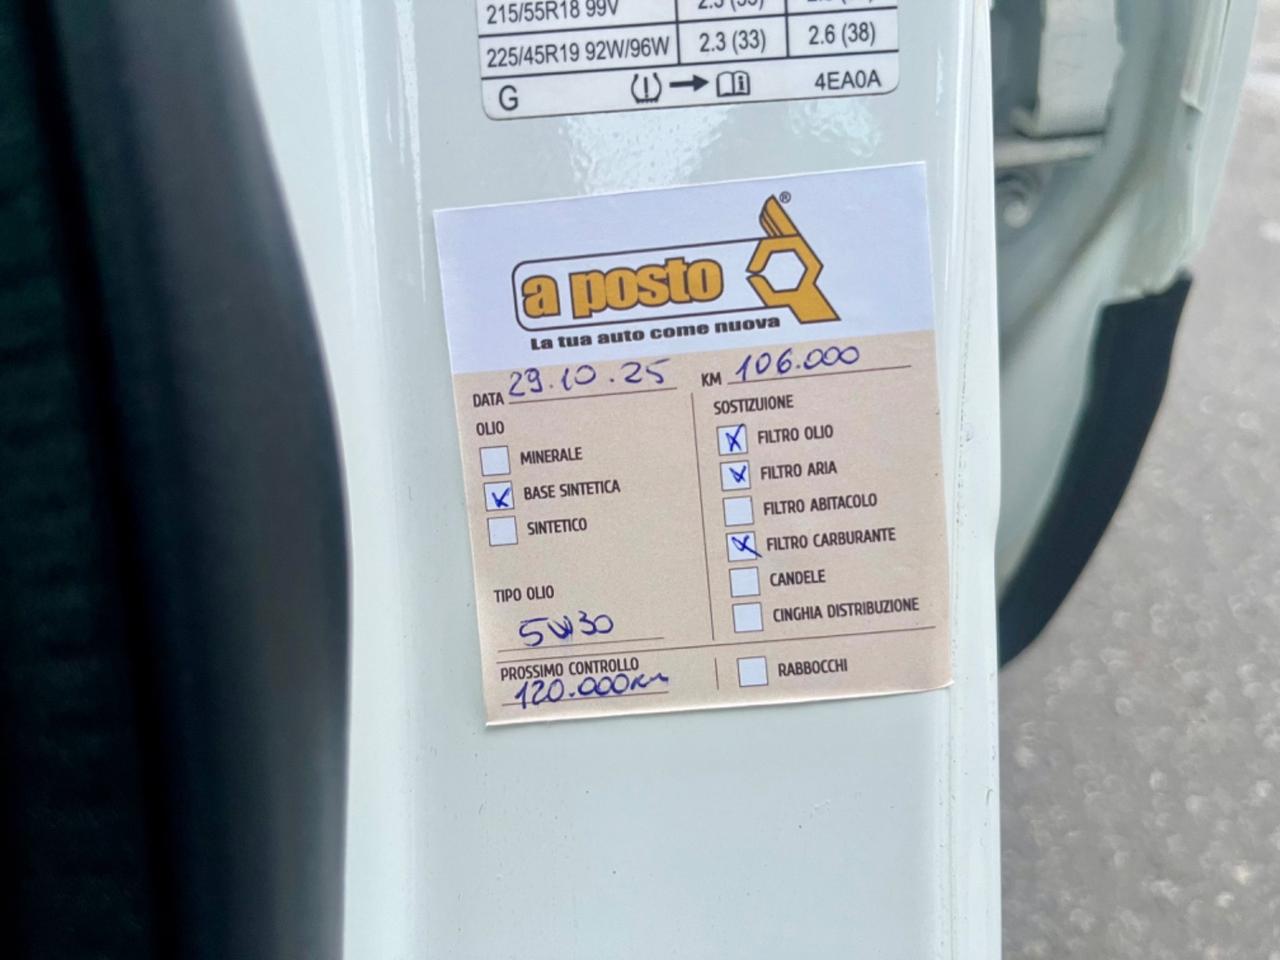 215/55R18 99V
225/45R19 92W/96W 2.3 (33) 2.6 (38)
G 4EA0A
®
a posto
La tua auto come nuova
DATA 29.10.25 KM 106.000
OLIO
MINERALE
BASE SINTETICA
SINTETICO
TIPO OLIO
5W30
PROSSIMO CONTROLLO
120.000Km
SOSTIZUIONE
FILTRO OLIO
FILTRO ARIA
FILTRO ABITACOLO
FILTRO CARBURANTE
CANDELE
CINGHIA DISTRIBUZIONE
RABBOCCHI